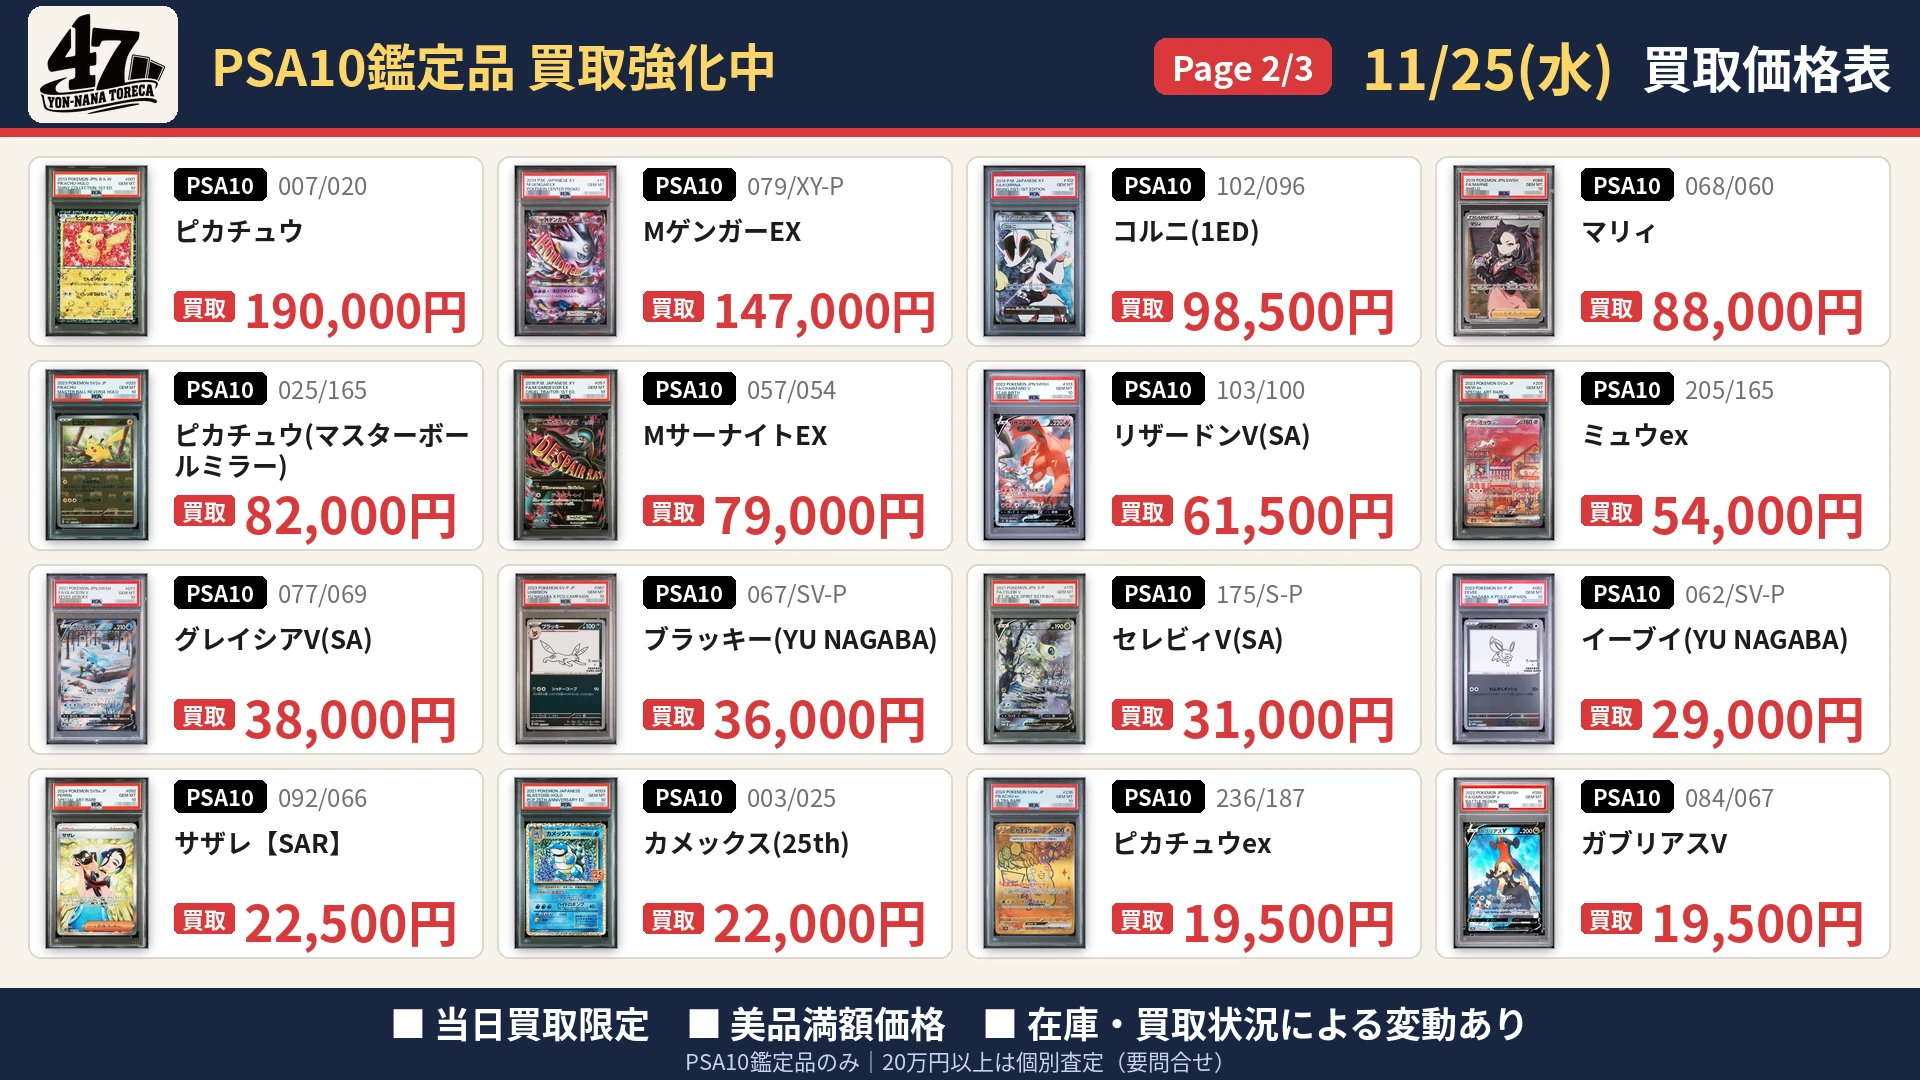 47
YON-NANA TORECA
PSA10鑑定品 買取強化中
Page 2/3
11/25(水) 買取価格表
PSA10 007/020
ピカチュウ
買取 190,000円
PSA10 079/XY-P
MゲンガーEX
買取 147,000円
PSA10 102/096
コルニ(1ED)
買取 98,500円
PSA10 068/060
マリィ
買取 88,000円
PSA10 025/165
ピカチュウ(マスターボー
ルミラー)
買取 82,000円
PSA10 057/054
MサーナイトEX
買取 79,000円
PSA10 103/100
リザードンV(SA)
買取 61,500円
PSA10 205/165
ミュウex
買取 54,000円
PSA10 077/069
グレイシアV(SA)
買取 38,000円
PSA10 067/SV-P
ブラッキー(YU NAGABA)
買取 36,000円
PSA10 175/S-P
セレビィV(SA)
買取 31,000円
PSA10 062/SV-P
イーブイ(YU NAGABA)
買取 29,000円
PSA10 092/066
サザレ【SAR】
買取 22,500円
PSA10 003/025
カメックス(25th)
買取 22,000円
PSA10 236/187
ピカチュウex
買取 19,500円
PSA10 084/067
ガブリアスV
買取 19,500円
■ 当日買取限定 ■ 美品満額価格 ■ 在庫・買取状況による変動あり
PSA10鑑定品のみ｜20万円以上は個別査定（要問合せ）